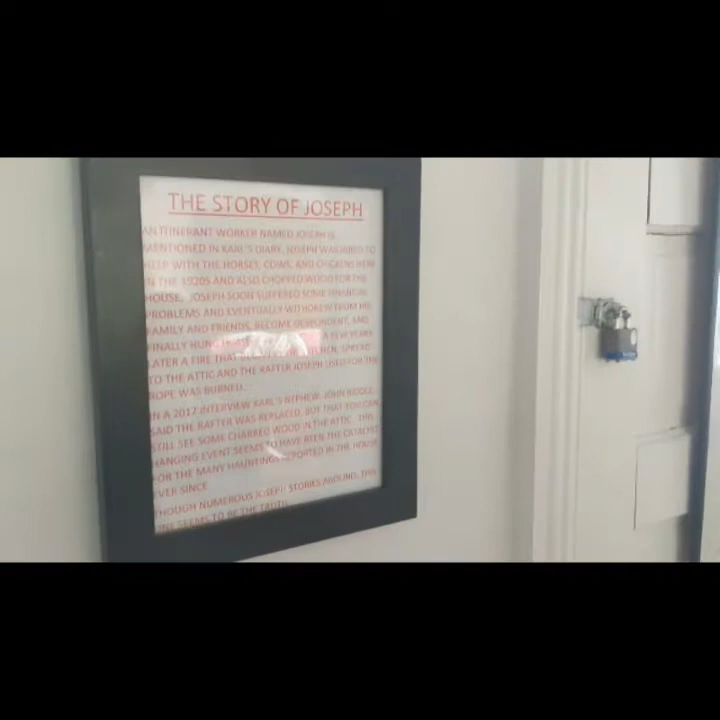 THE STORY OF JOSEPH
AN ITINERANT WORKER NAMED JOSEPH IS
MENTIONED IN KARL'S DIARY. JOSEPH WAS HIRED TO
KEEP WITH THE HORSES, COWS, AND CHICKENS HERE
IN THE 1920S AND ALSO CHOPPED WOOD FOR THE
HOUSE. JOSEPH SOON SUFFERED SOME FINANCIAL
PROBLEMS AND EVENTUALLY WITHDREW FROM HIS
FAMILY AND FRIENDS, BECOME DESPONDENT, AND
FINALLY HUNG A FEW YEARS
LATER A FIRE THAT KITCHEN, SPREAD
TO THE ATTIC AND THE RAFTER JOSEPH USED FOR THE
ROPE WAS BURNED.
IN A 2017 INTERVIEW KARL'S NEPHEW, JOHN
SAID THE RAFTER WAS REPLACED, BUT THAT YOU CAN
STILL SEE SOME CHARRED WOOD IN THE ATTIC. THIS
HANGING EVENT SEEMS TO HAVE BEEN THE CATALYST
FOR THE MANY HAUNTINGS REPORTED IN THE HOUSE
EVER SINCE
THOUGH NUMEROUS JOSEPH STORIES ABOUND, THIS
ONE SEEMS TO BE THE TRUTH